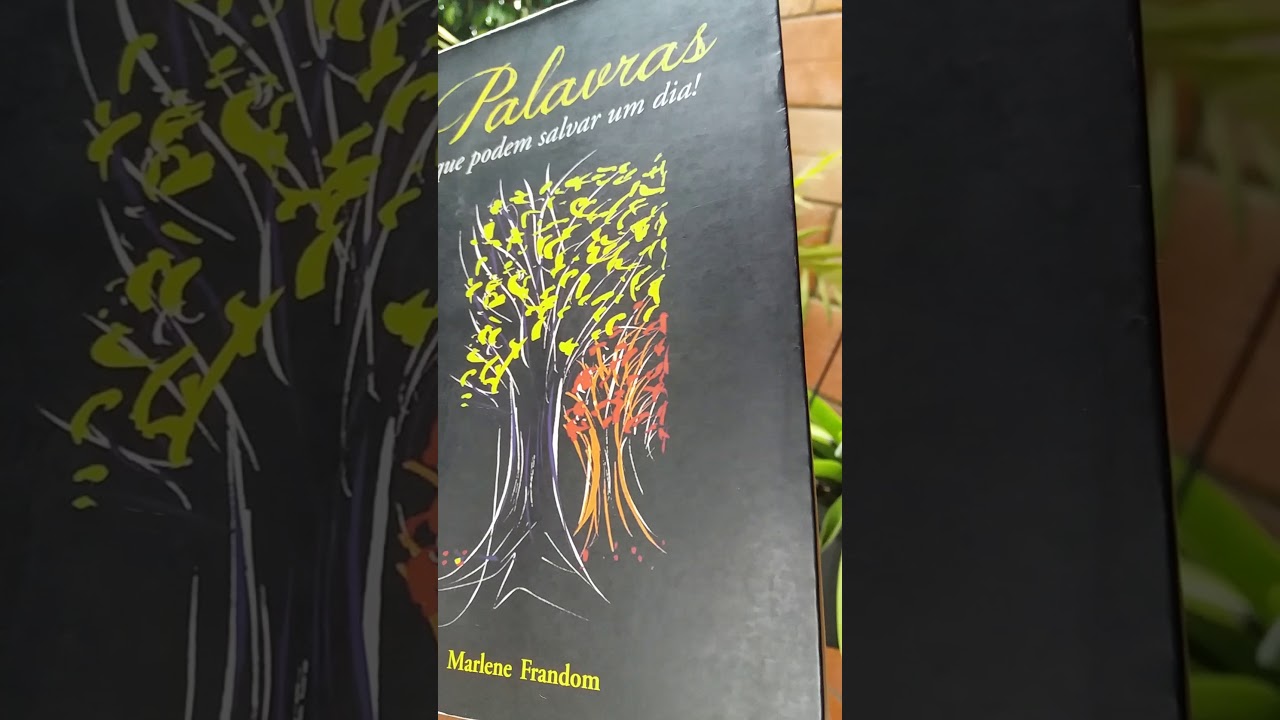 Palavras
que podem salvar um dia!
Marlene Frandom